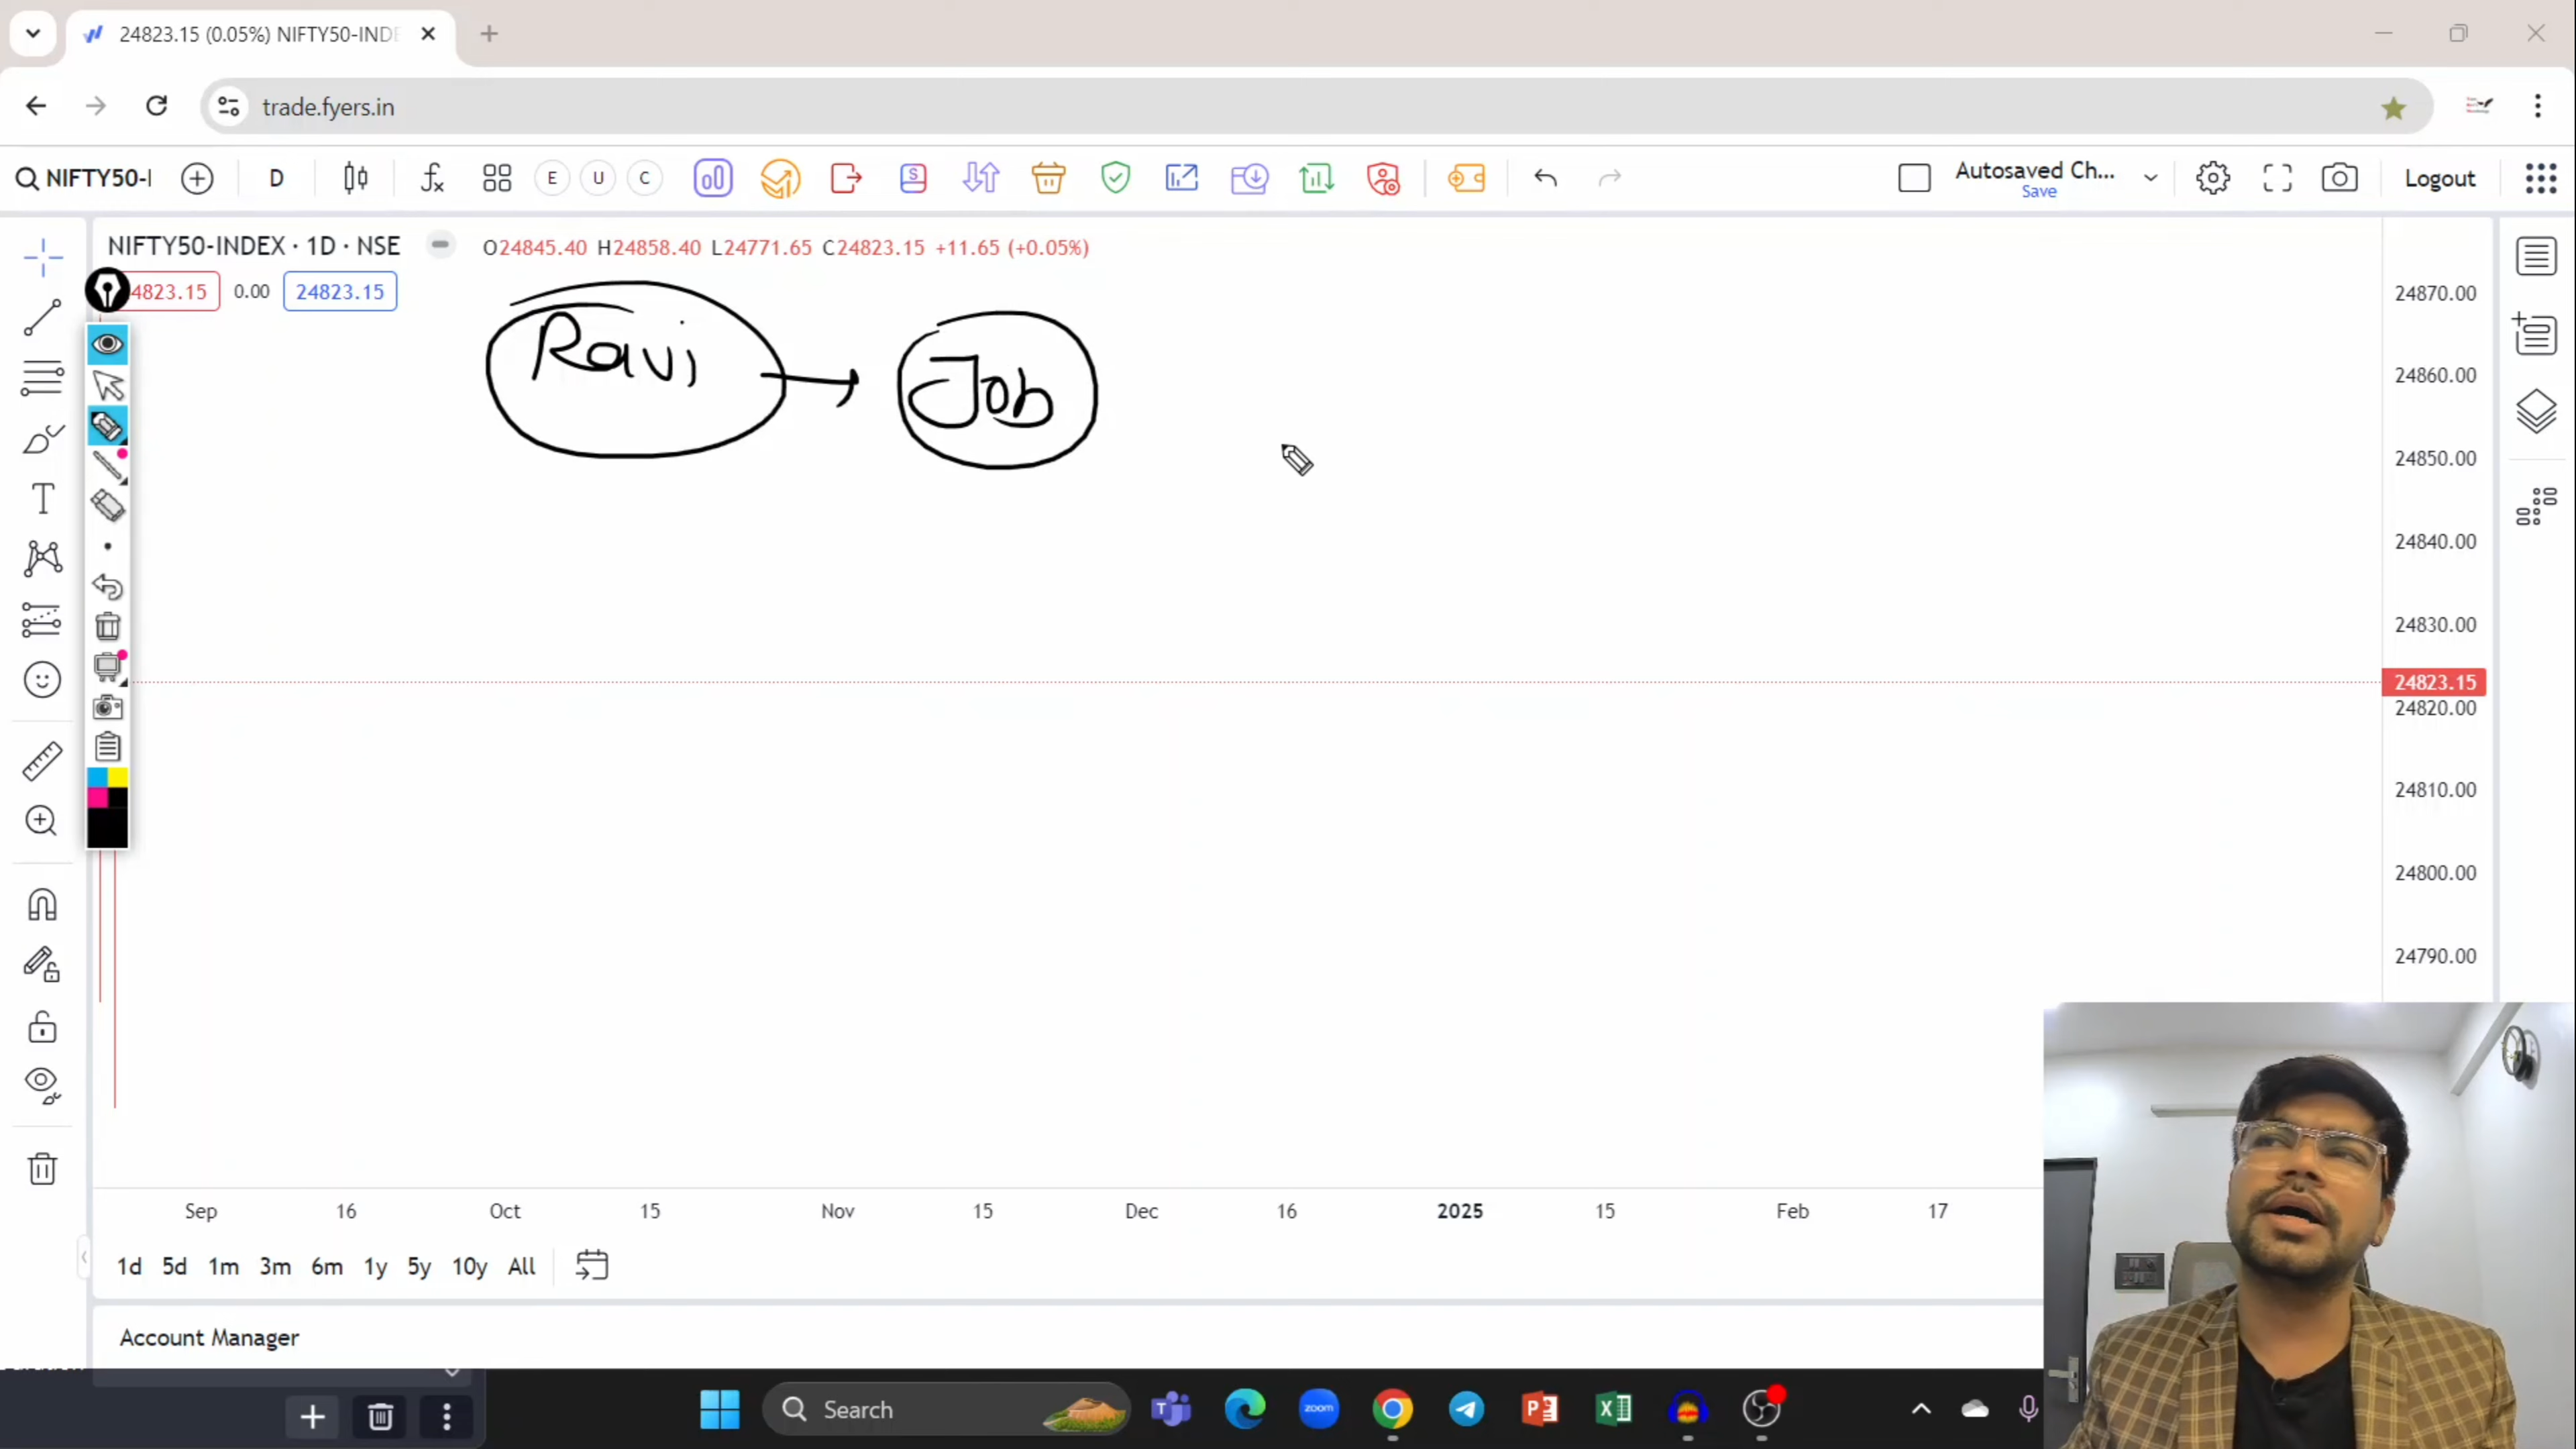 24823.15 (0.05%) NIFTY50-INDE
trade.fyers.in
NIFTY50-I
D
E
U
C
S
Autosaved Ch...
Save
Logout
NIFTY50-INDEX · 1D · NSE
O24845.40 H24858.40 L24771.65 C24823.15 +11.65 (+0.05%)
4823.15
0.00
24823.15
Ravi
Job
T
24870.00
24860.00
24850.00
24840.00
24830.00
24823.15
24820.00
24810.00
24800.00
24790.00
Sep
16
Oct
15
Nov
15
Dec
16
2025
15
Feb
17
1d 5d 1m 3m 6m 1y 5y 10y All
Account Manager
Search
T
zoom
P
X